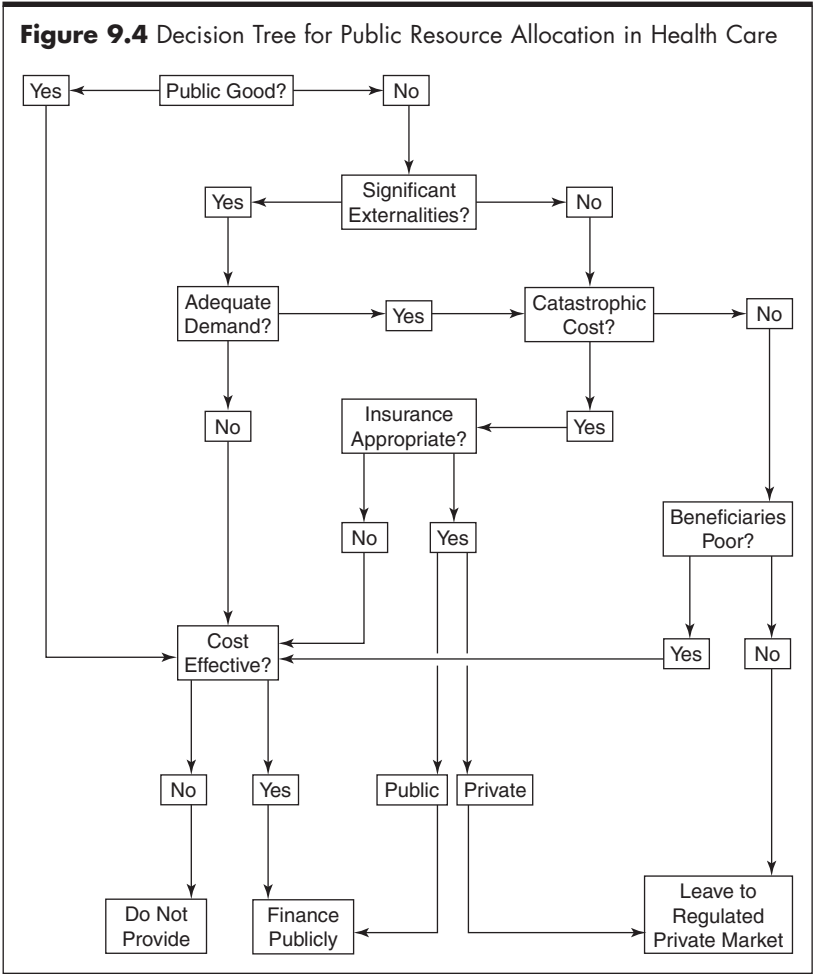 Figure 9.4 Decision Tree for Public Resource Allocation in Health Care
Yes
Public Good?
No
Yes
Significant
Externalities?
No
Adequate
Demand?
Yes
Catastrophic
Cost?
No
No
Insurance
Appropriate?
Yes
No
Yes
Beneficiaries
Poor?
Cost
Effective?
Yes
No
No
Yes
Public
Private
Do Not
Provide
Finance
Publicly
Leave to
Regulated
Private Market